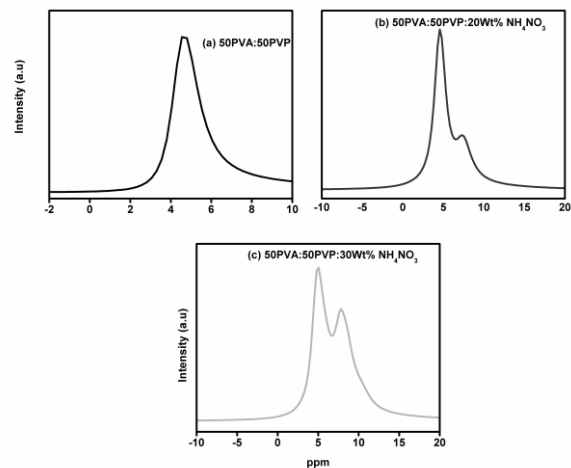 (a) 50PVA:50PVP
Intensity (a.u)
-2 0 2 4 6 8 10
(b) 50PVA:50PVP:20Wt% NH₄NO₃
-10 -5 0 5 10 15 20
(c) 50PVA:50PVP:30Wt% NH₄NO₃
Intensity (a.u)
-10 -5 0 5 10 15 20
ppm